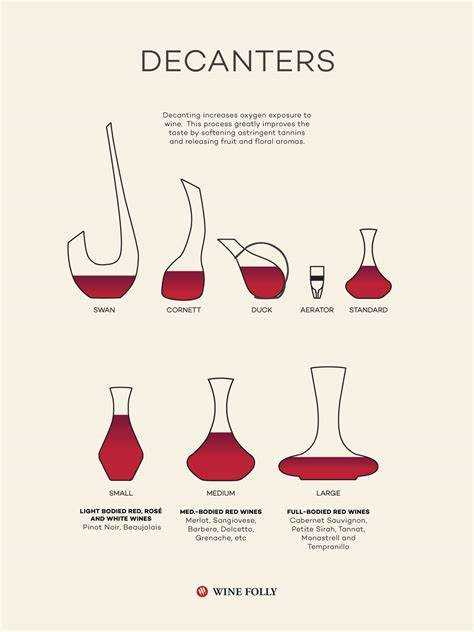 DECANTERS
Decanting increases oxygen exposure to
wine. This process greatly improves the
taste by softening astringent tannins
and releasing fruit and floral aromas.
SWAN
CORNETT
DUCK
AERATOR
STANDARD
SMALL
MEDIUM
LARGE
LIGHT BODIED RED, ROSÉ
AND WHITE WINES
Pinot Noir, Beaujolais
MED.-BODIED RED WINES
Merlot, Sangiovese,
Barbera, Dolcetto,
Grenache, etc
FULL-BODIED RED WINES
Cabernet Sauvignon,
Petite Sirah, Tannat,
Monastrell and
Tempranillo
WINE FOLLY